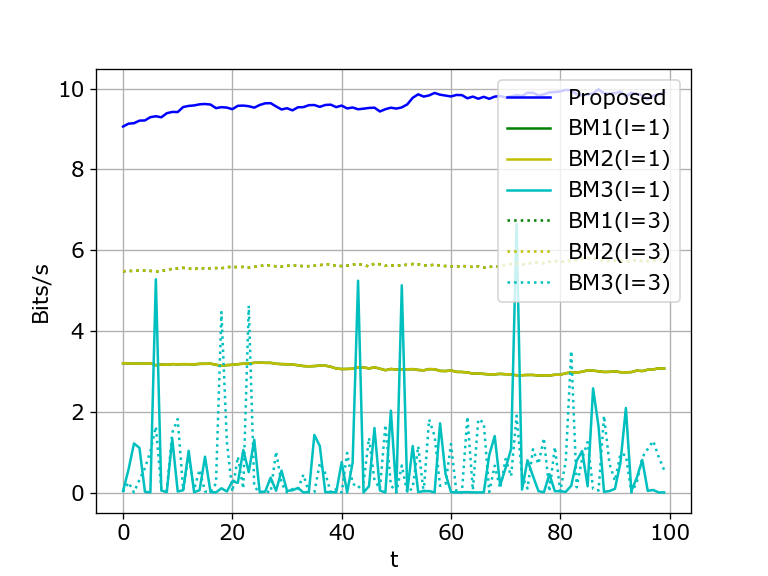 10
8
6
4
2
0
Bits/s
0 20 40 60 80 100
t
Proposed
BM1(l=1)
BM2(l=1)
BM3(l=1)
BM1(l=3)
BM2(l=3)
BM3(l=3)